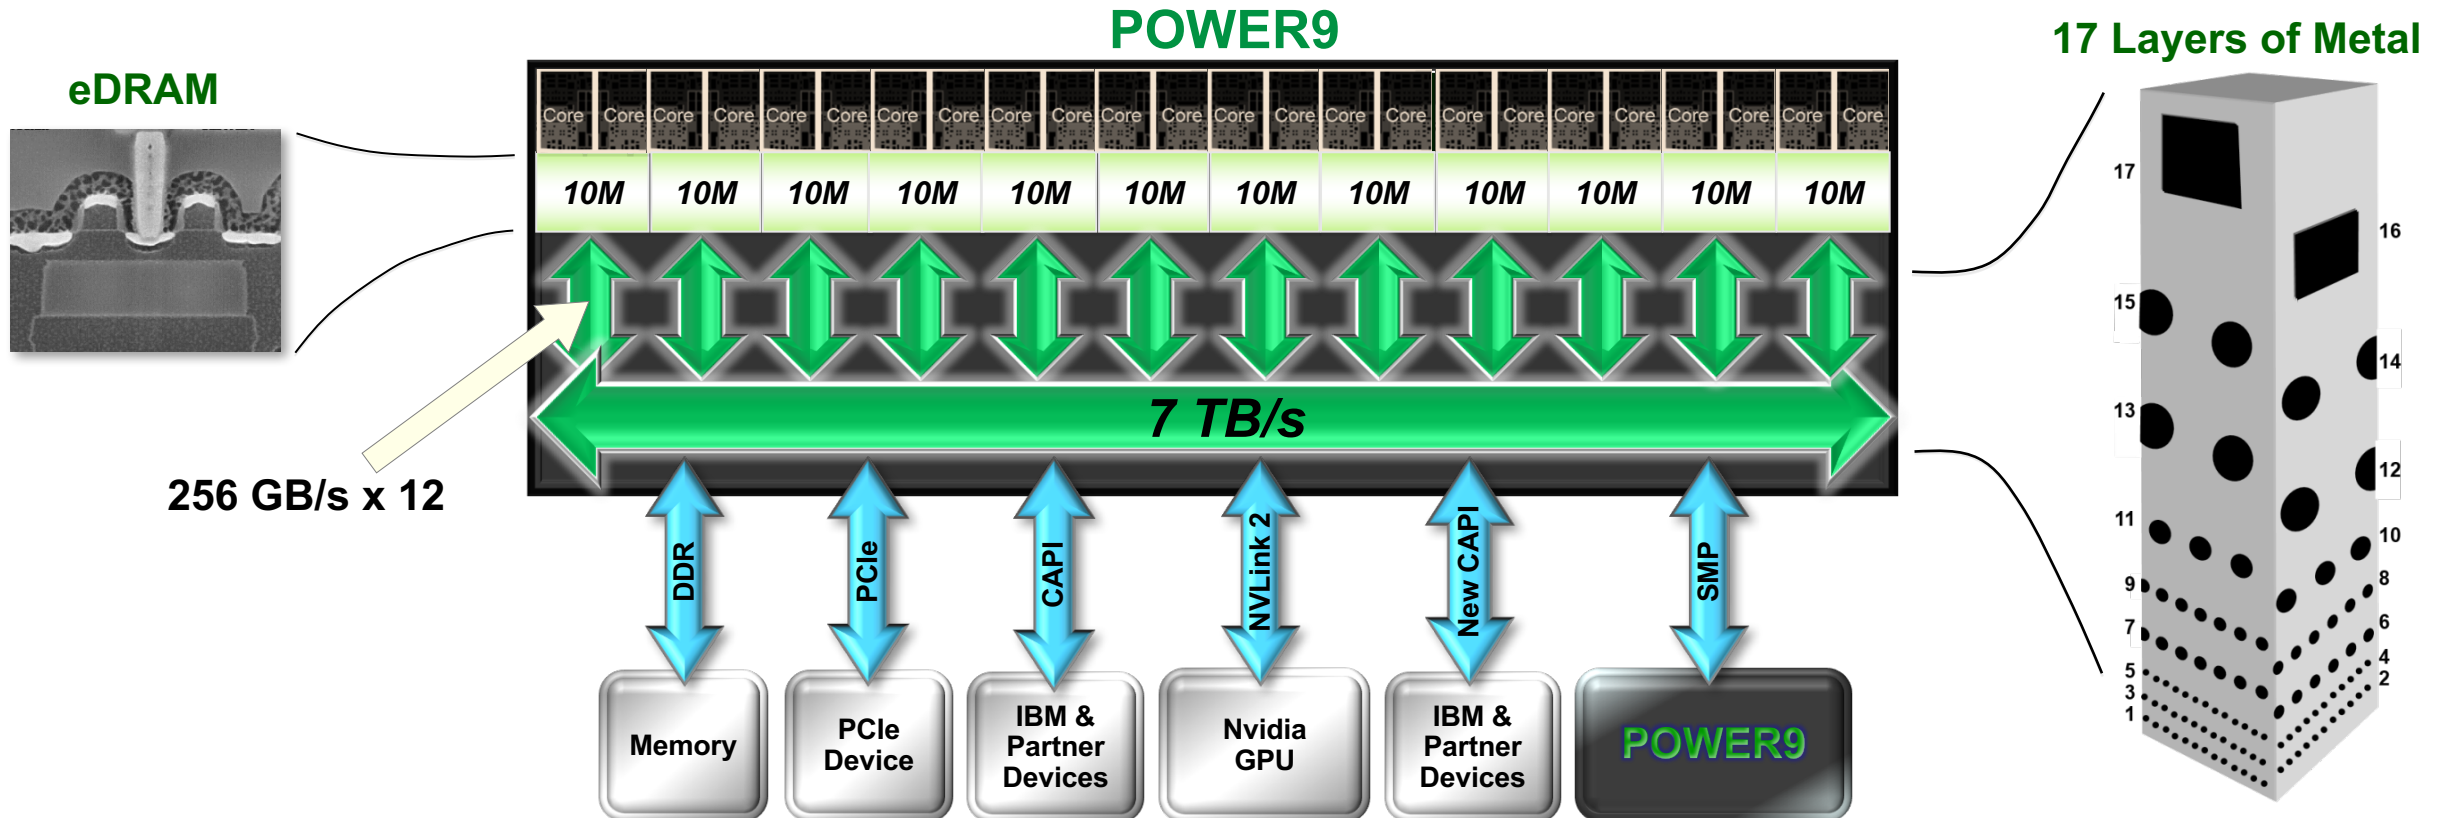 POWER9
17 Layers of Metal
eDRAM
Core Core Core Core Core Core Core Core Core Core Core Core Core Core Core Core Core Core Core Core Core Core Core Core
10M 10M 10M 10M 10M 10M 10M 10M 10M 10M 10M 10M
7 TB/s
256 GB/s x 12
DDR
PCIe
CAPI
NVLink 2
New CAPI
SMP
Memory
PCIe
Device
IBM &
Partner
Devices
Nvidia
GPU
IBM &
Partner
Devices
POWER9
17
16
15
14
13
12
11
10
9
8
7
6
5
4
3
2
1